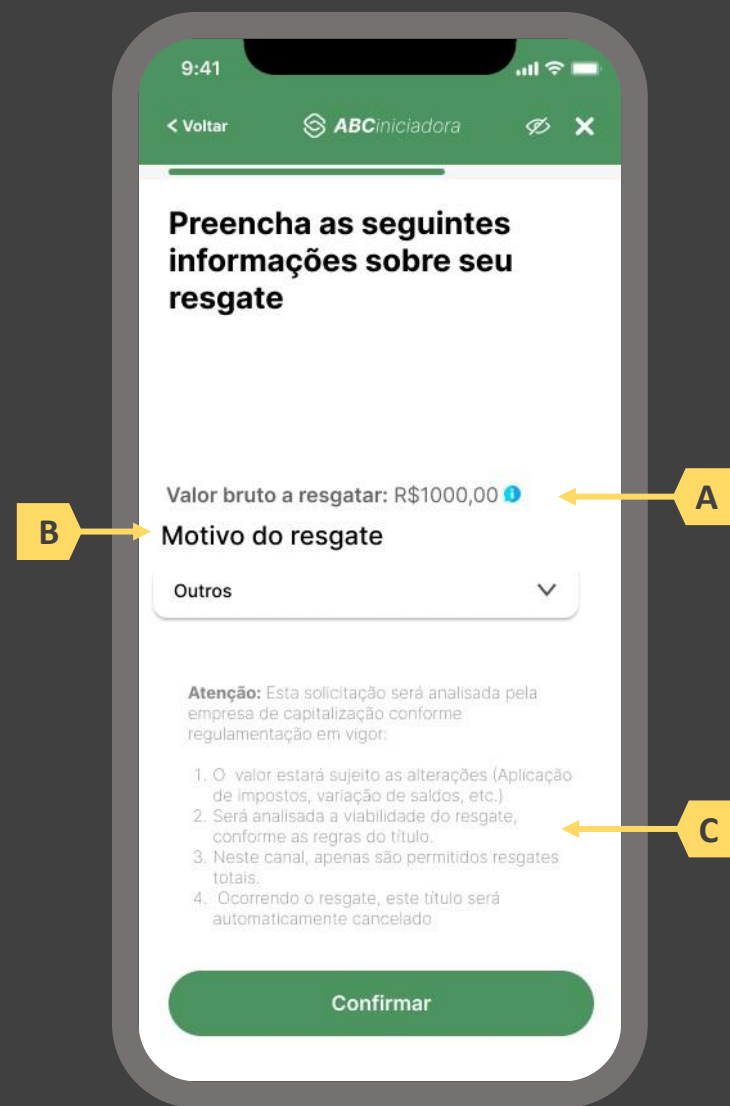 9:41
< Voltar
ABCiniciadora
Preencha as seguintes
informações sobre seu
resgate
Valor bruto a resgatar: R$1000,00
A
B
Motivo do resgate
Outros
Atenção: Esta solicitação será analisada pela
empresa de capitalização conforme
regulamentação em vigor:
1. O valor estará sujeito as alterações (Aplicação
de impostos, variação de saldos, etc.)
2. Será analisada a viabilidade do resgate,
conforme as regras do título.
C
3. Neste canal, apenas são permitidos resgates
totais.
4. Ocorrendo o resgate, este título será
automaticamente cancelado
Confirmar